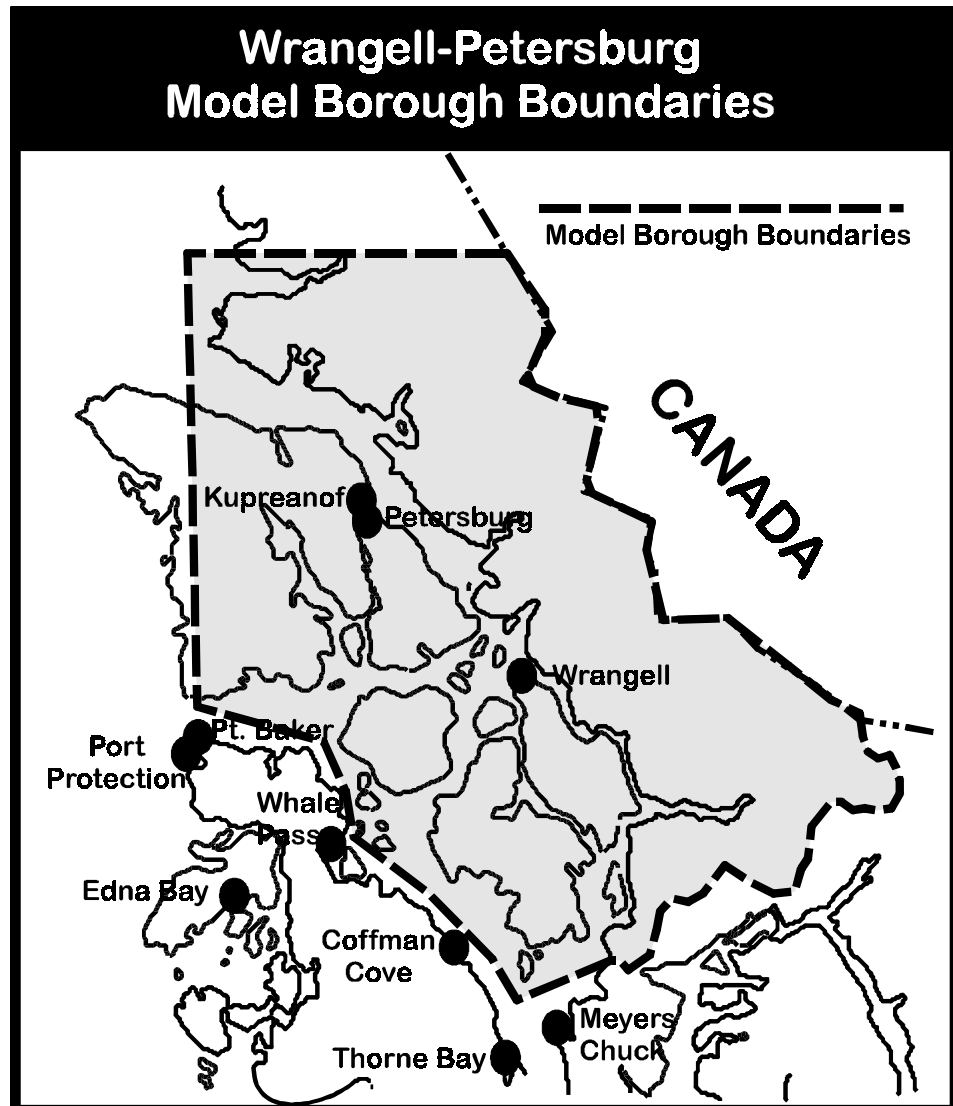 Wrangell-Petersburg
Model Borough Boundaries
Model Borough Boundaries
CANADA
Kupreanof
Petersburg
Wrangell
Pt. Baker
Port
Protection
Whale
Pass
Edna Bay
Coffman
Cove
Meyers
Chuck
Thorne Bay